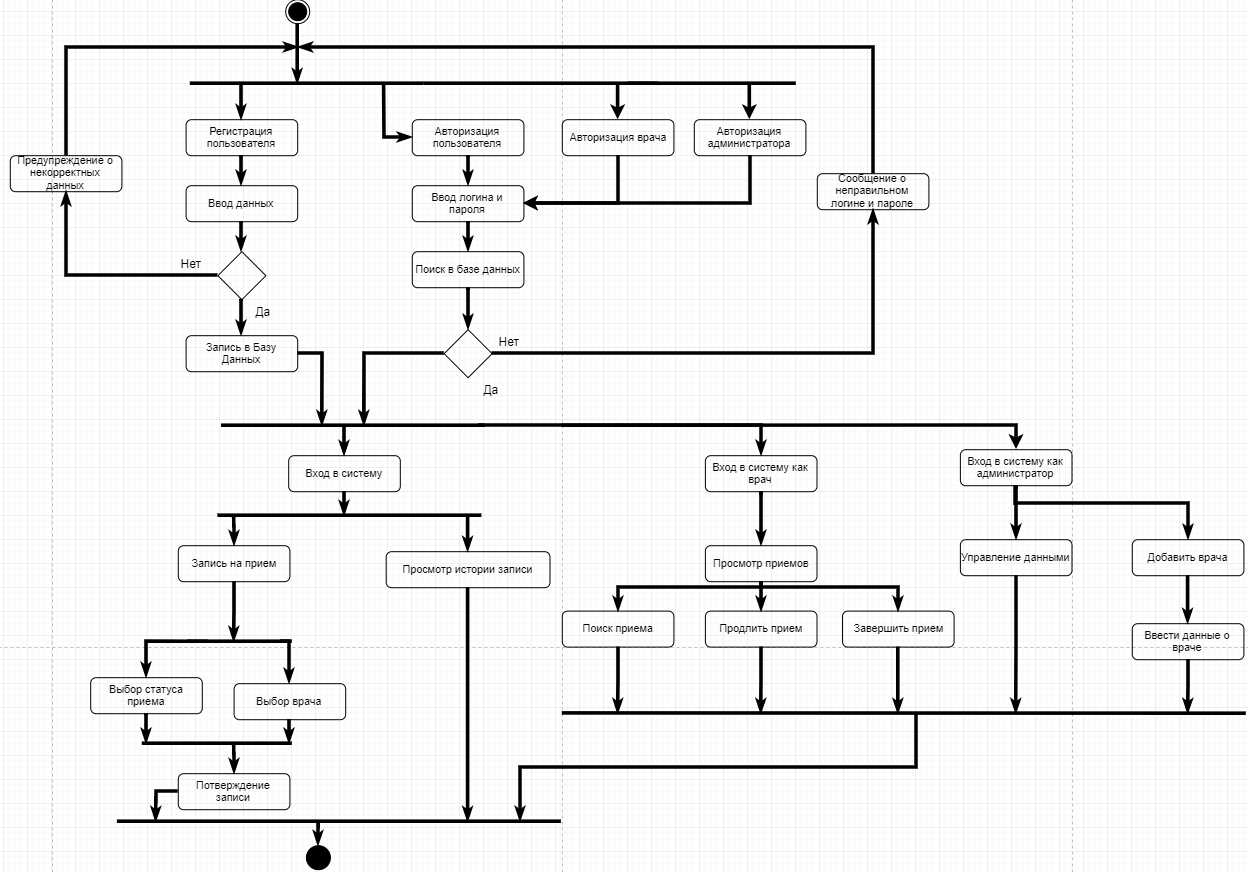 Регистрация
пользователя
Авторизация
пользователя
Авторизация врача
Авторизация
администратора
Предупреждение о
некорректных
данных
Ввод данных
Ввод логина и
пароля
Сообщение о
неправильном
логине и пароле
Нет
Поиск в базе данных
Да
Запись в Базу
Данных
Нет
Да
Вход в систему
Вход в систему как
врач
Вход в систему как
администратор
Запись на прием
Просмотр истории записи
Просмотр приемов
Управление данными
Добавить врача
Поиск приема
Продлить прием
Завершить прием
Ввести данные о
враче
Выбор статуса
приема
Выбор врача
Потверждение
записи